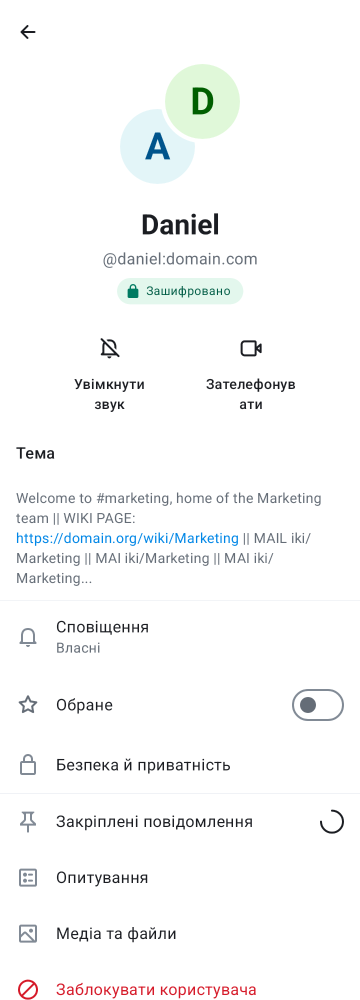 D
A
Daniel
@daniel:domain.com
Зашифровано
Увімкнути
звук
Зателефонув
ати
Тема
Welcome to #marketing, home of the Marketing
team || WIKI PAGE:
https://domain.org/wiki/Marketing || MAIL iki/
Marketing || MAI iki/Marketing || MAI iki/
Marketing...
Сповіщення
Власні
Обране
Безпека й приватність
Закріплені повідомлення
Опитування
Медіа та файли
Заблокувати користувача